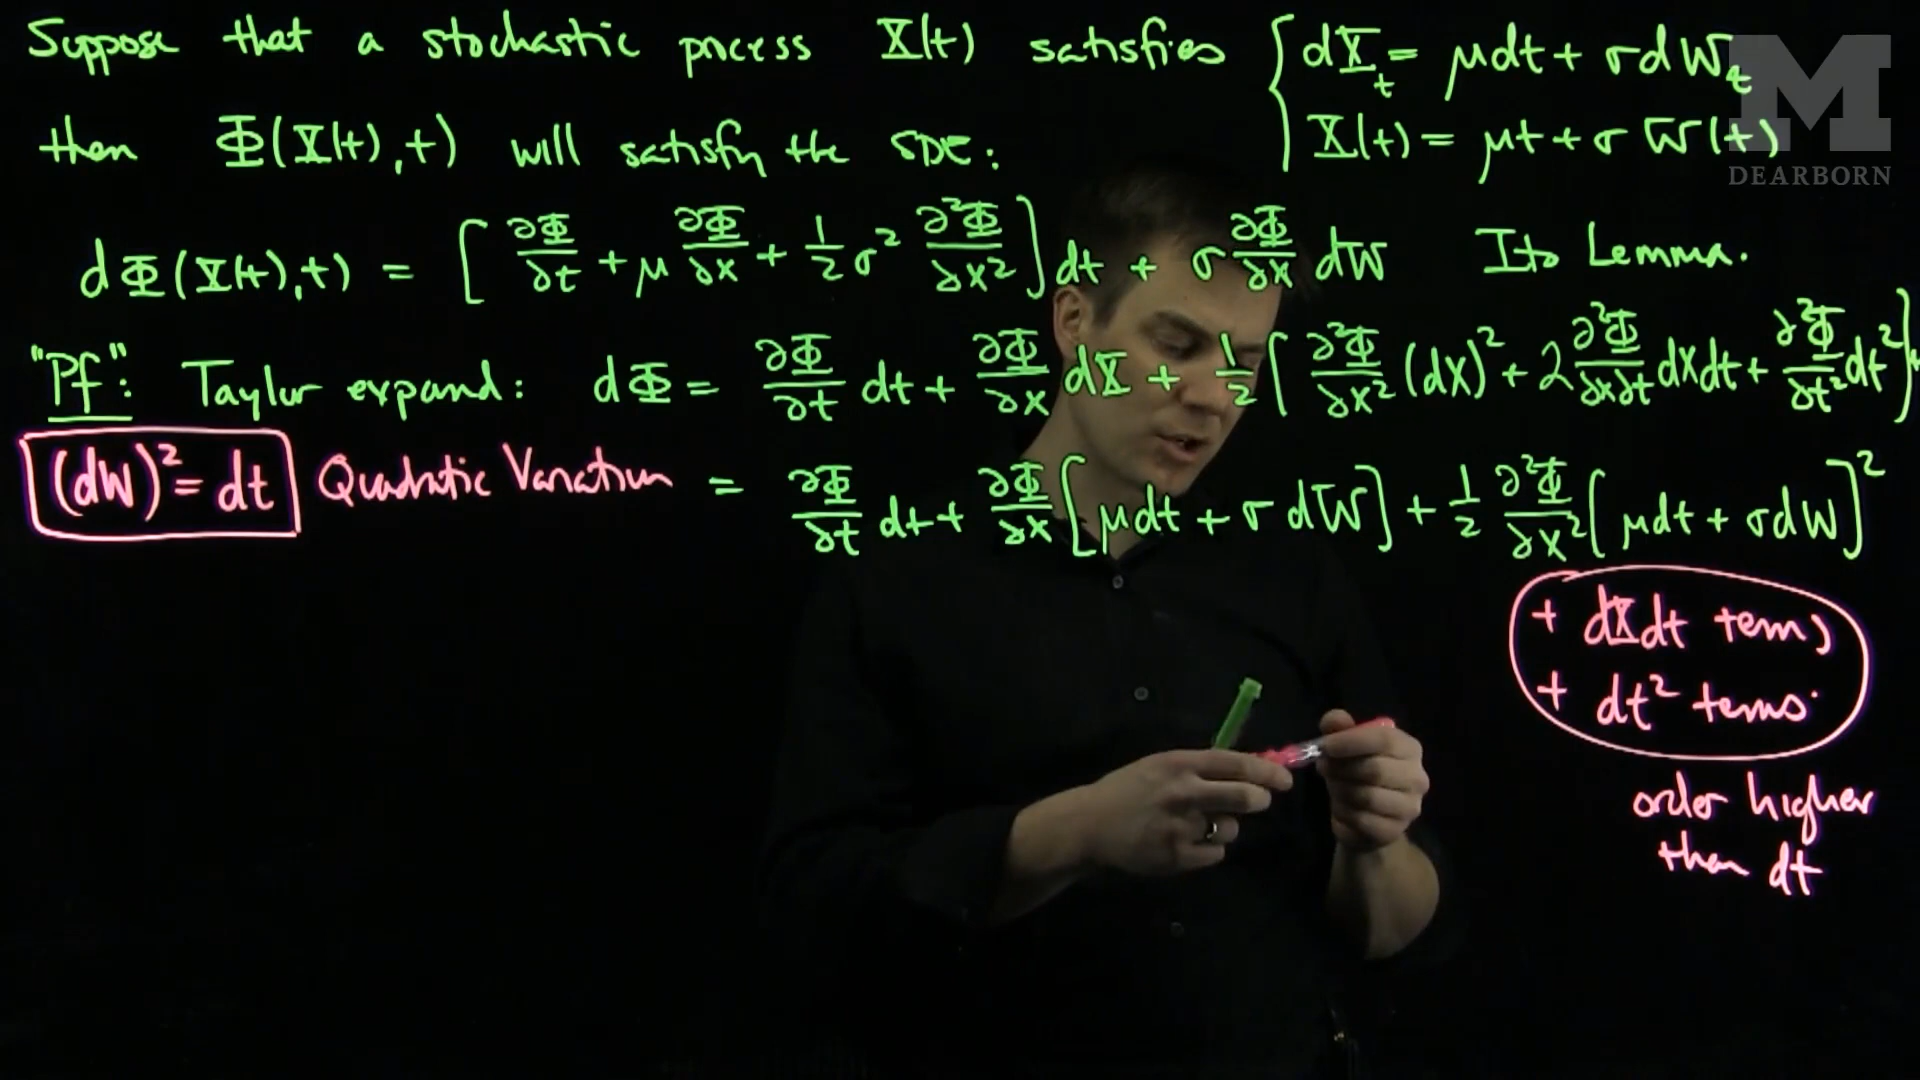 Suppose that a stochastic process X(t) satisfies { dX_t = μdt + σdW_t
then Φ(X(t),t) will satisfy the SDE: X(t) = μt + σW(t)
M
DEARBORN
dΦ(X(t),t) = [∂Φ/∂t + μ ∂Φ/∂x + 1/2 σ² ∂²Φ/∂x²]dt + σ ∂Φ/∂x dW Ito Lemma.
"Pf": Taylor expand: dΦ = ∂Φ/∂t dt + ∂Φ/∂x dX + 1/2 [∂²Φ/∂x² (dX)² + 2 ∂²Φ/∂x∂t dXdt + ∂²Φ/∂t² dt²]
(dW)² = dt Quadratic Variation = ∂Φ/∂t dt + ∂Φ/∂x [μdt + σdW] + 1/2 ∂²Φ/∂x² [μdt + σdW]²
+ dXdt terms
+ dt² terms.
order higher
than dt